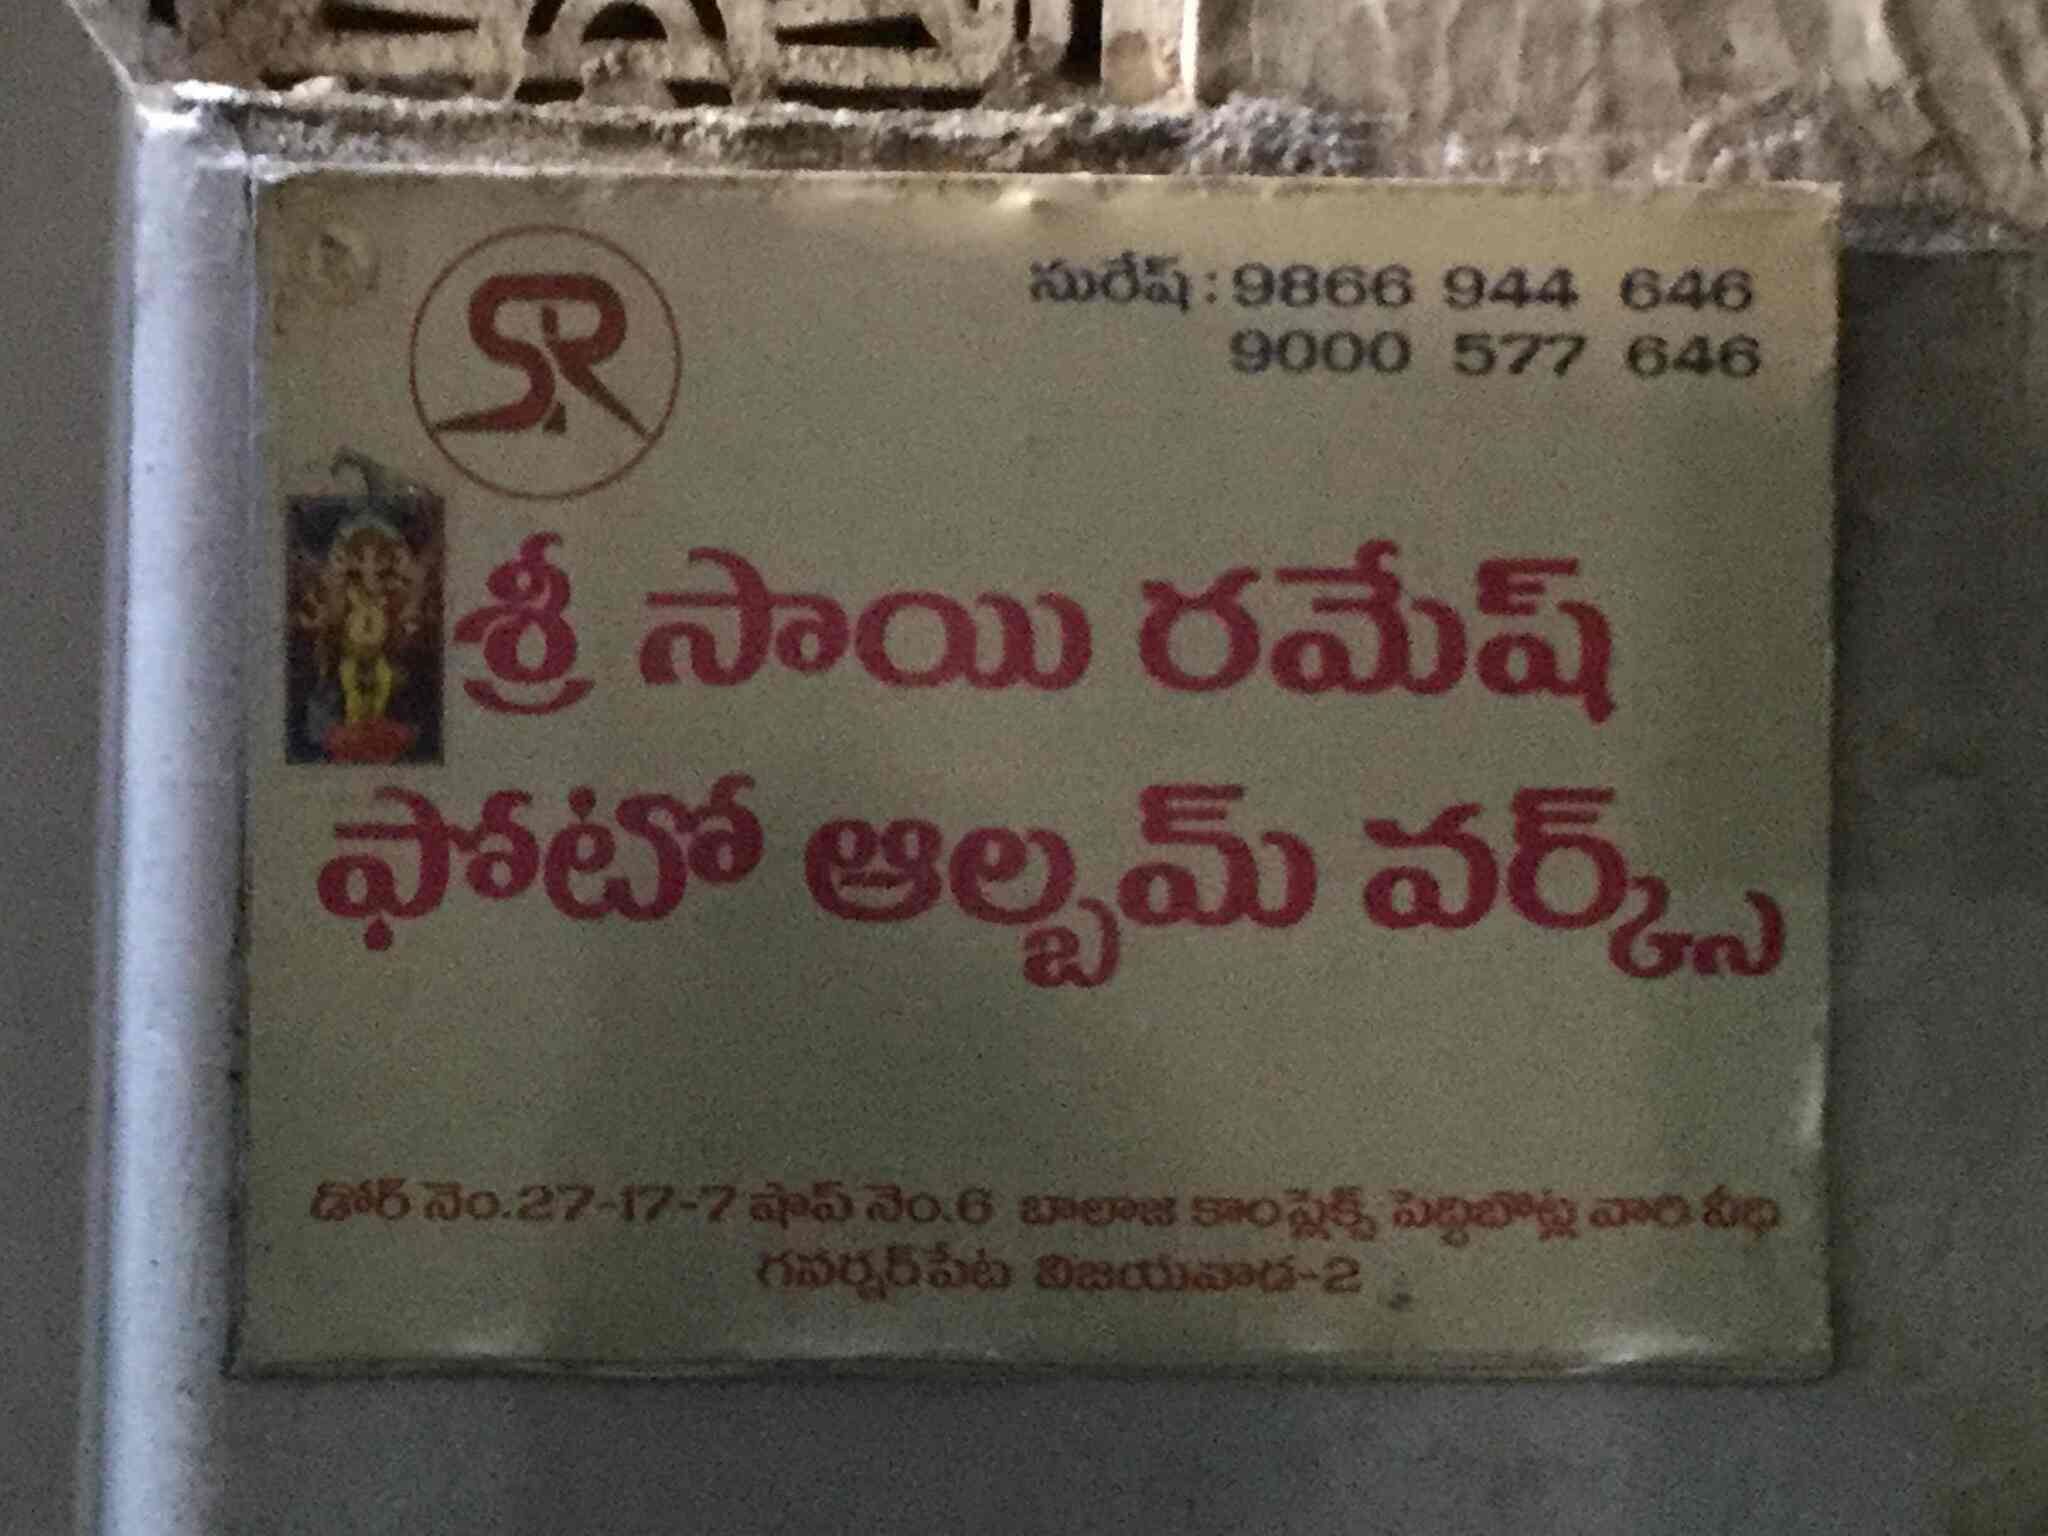 SR
సురేష్ : 9866 944 646
9000 577 646
శ్రీ సాయి రమేష్
ఫోటో ఆల్బమ్ వర్క్స్
డోర్ నెం.27-17-7 షాప్ నెం.6 బాలాజి కాంప్లెక్స్ పెద్దిబొట్ల వారి వీధి
గవర్నర్‌పేట విజయవాడ-2